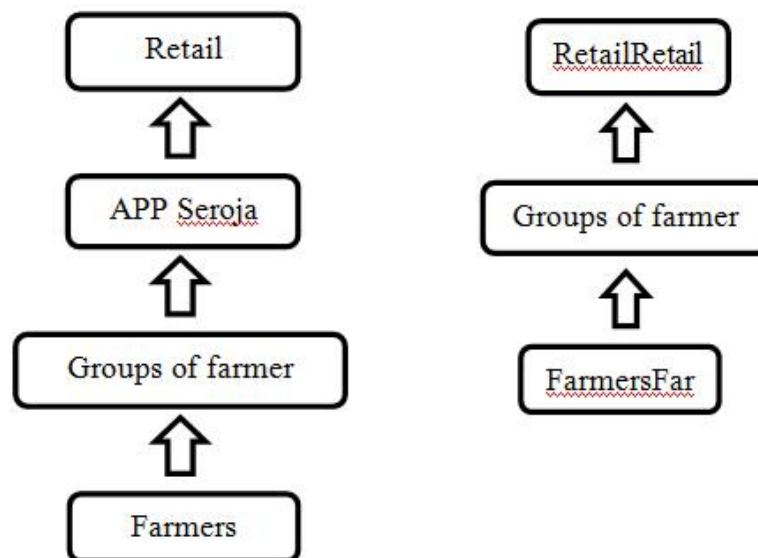 Retail
APP Seroja
Groups of farmer
Farmers
RetailRetail
Groups of farmer
FarmersFar